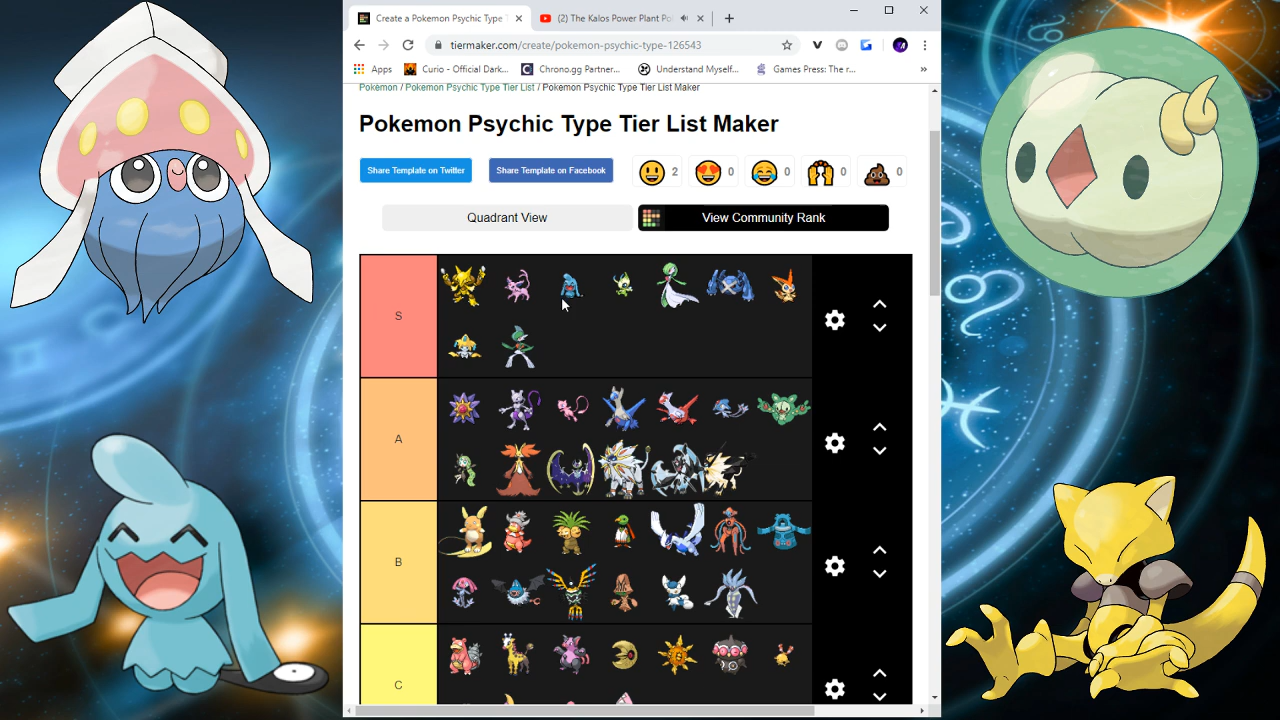 Create a Pokemon Psychic Type T
(2) The Kalos Power Plant Po
tiermaker.com/create/pokemon-psychic-type-126543
Apps Curio - Official Dark... Chrono.gg Partner... Understand Myself... Games Press: The r... »
Pokemon / Pokemon Psychic Type Tier List / Pokemon Psychic Type Tier List Maker
Pokemon Psychic Type Tier List Maker
Share Template on Twitter Share Template on Facebook 2 0 0 0 0
Quadrant View View Community Rank
S
A
B
C